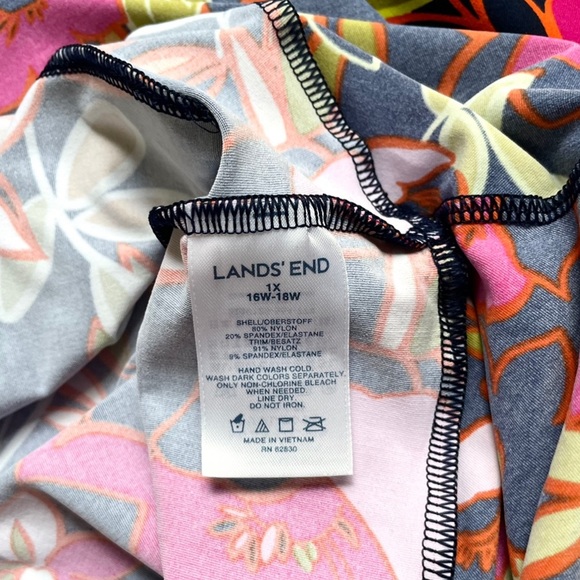 LANDS' END
1X
16W-18W
SHELL/OBERSTOFF
80% NYLON
20% SPANDEX/ELASTANE
TRIM/BESATZ
91% NYLON
9% SPANDEX/ELASTANE
HAND WASH COLD.
WASH DARK COLORS SEPARATELY.
ONLY NON-CHLORINE BLEACH
WHEN NEEDED.
LINE DRY.
DO NOT IRON.
MADE IN VIETNAM
RN 62830